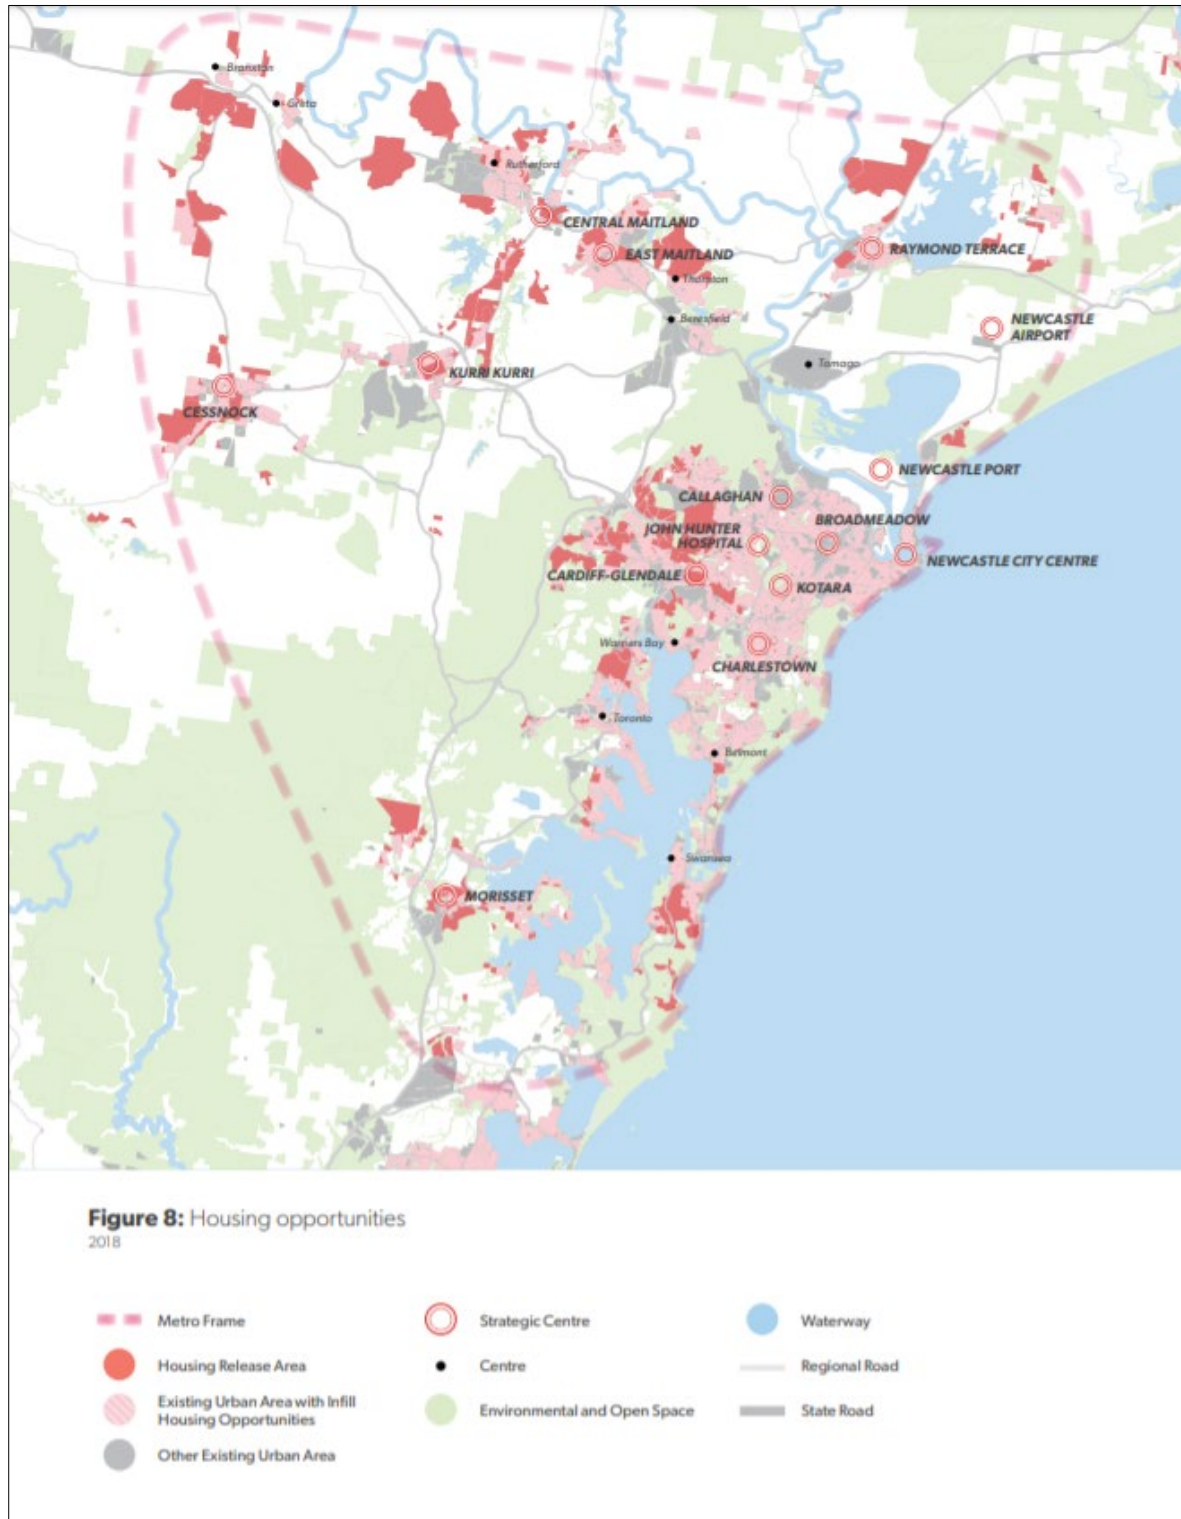 Branxton
Greta
Rutherford
CENTRAL MAITLAND
EAST MAITLAND
RAYMOND TERRACE
Thornton
Beresfield
NEWCASTLE
AIRPORT
Tomago
KURRI KURRI
CESSNOCK
NEWCASTLE PORT
CALLAGHAN
BROADMEADOW
JOHN HUNTER
HOSPITAL
NEWCASTLE CITY CENTRE
CARDIFF-GLENDALE
KOTARA
Warners Bay
CHARLESTOWN
Toronto
Belmont
Swansea
MORISSET
Figure 8: Housing opportunities
2018
Metro Frame
Strategic Centre
Waterway
Housing Release Area
Centre
Regional Road
Existing Urban Area with Infill
Housing Opportunities
Environmental and Open Space
State Road
Other Existing Urban Area